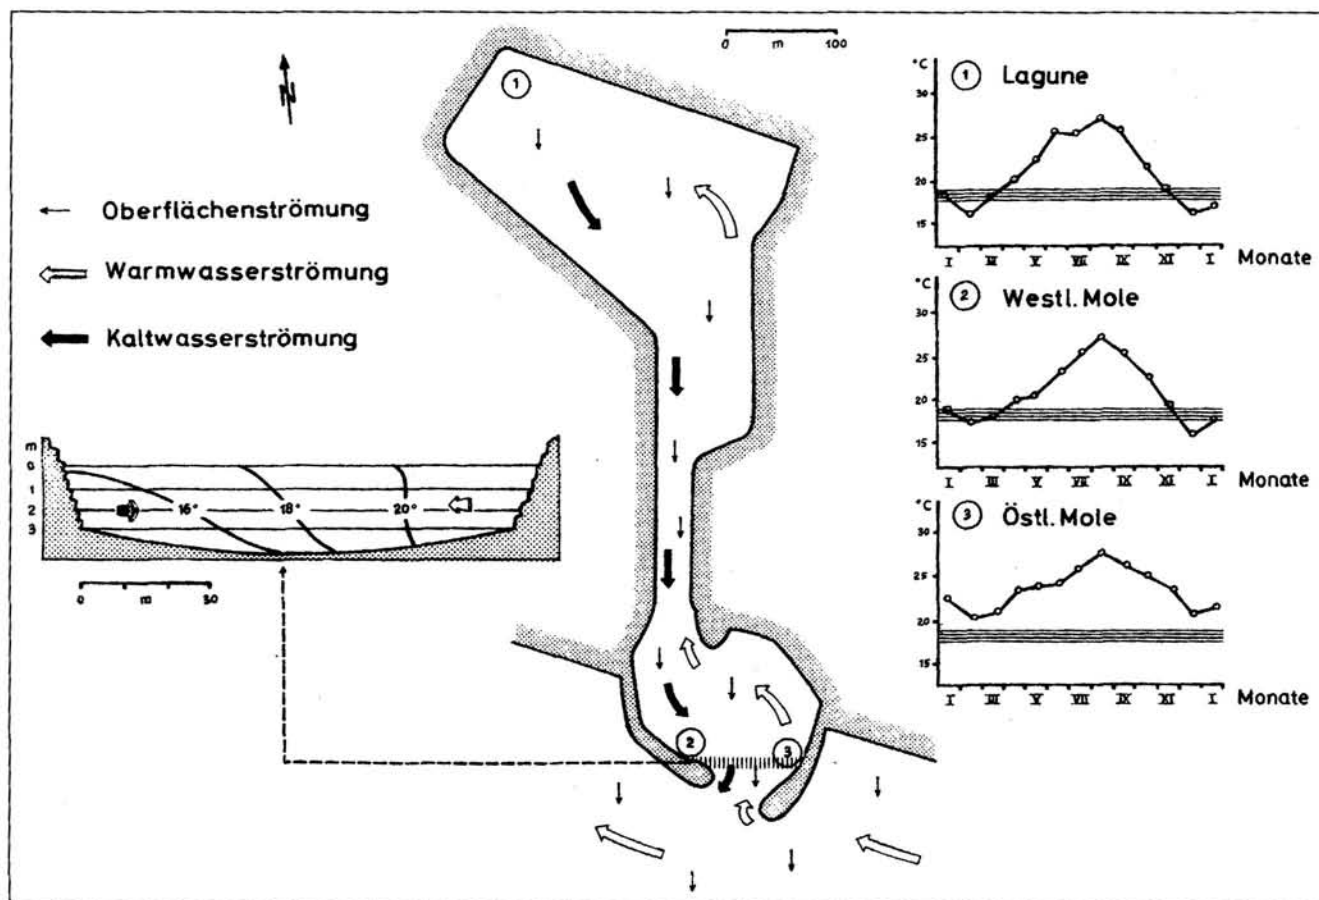 0 m 100
Oberflächenströmung
Warmwasserströmung
Kaltwasserströmung
N
1
2
3
m
0
1
2
3
16°
18°
20°
0 m 30
°C
1 Lagune
30
25
20
15
I III V VII IX XI I Monate
°C
2 Westl. Mole
30
25
20
15
I III V VII IX XI I Monate
°C
3 Östl. Mole
30
25
20
15
I III V VII IX XI I Monate